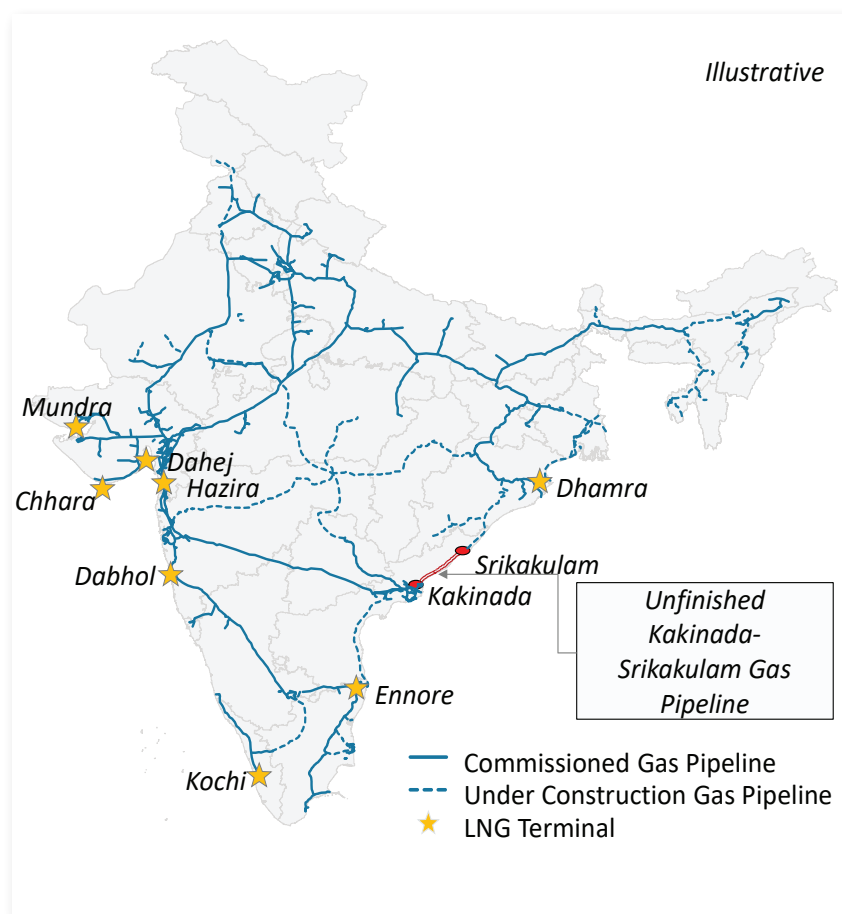 Illustrative
Mundra
Dahej
Hazira
Chhara
Dhamra
Dabhol
Srikakulam
Kakinada
Unfinished
Kakinada-
Srikakulam Gas
Pipeline
Ennore
Kochi
Commissioned Gas Pipeline
Under Construction Gas Pipeline
LNG Terminal